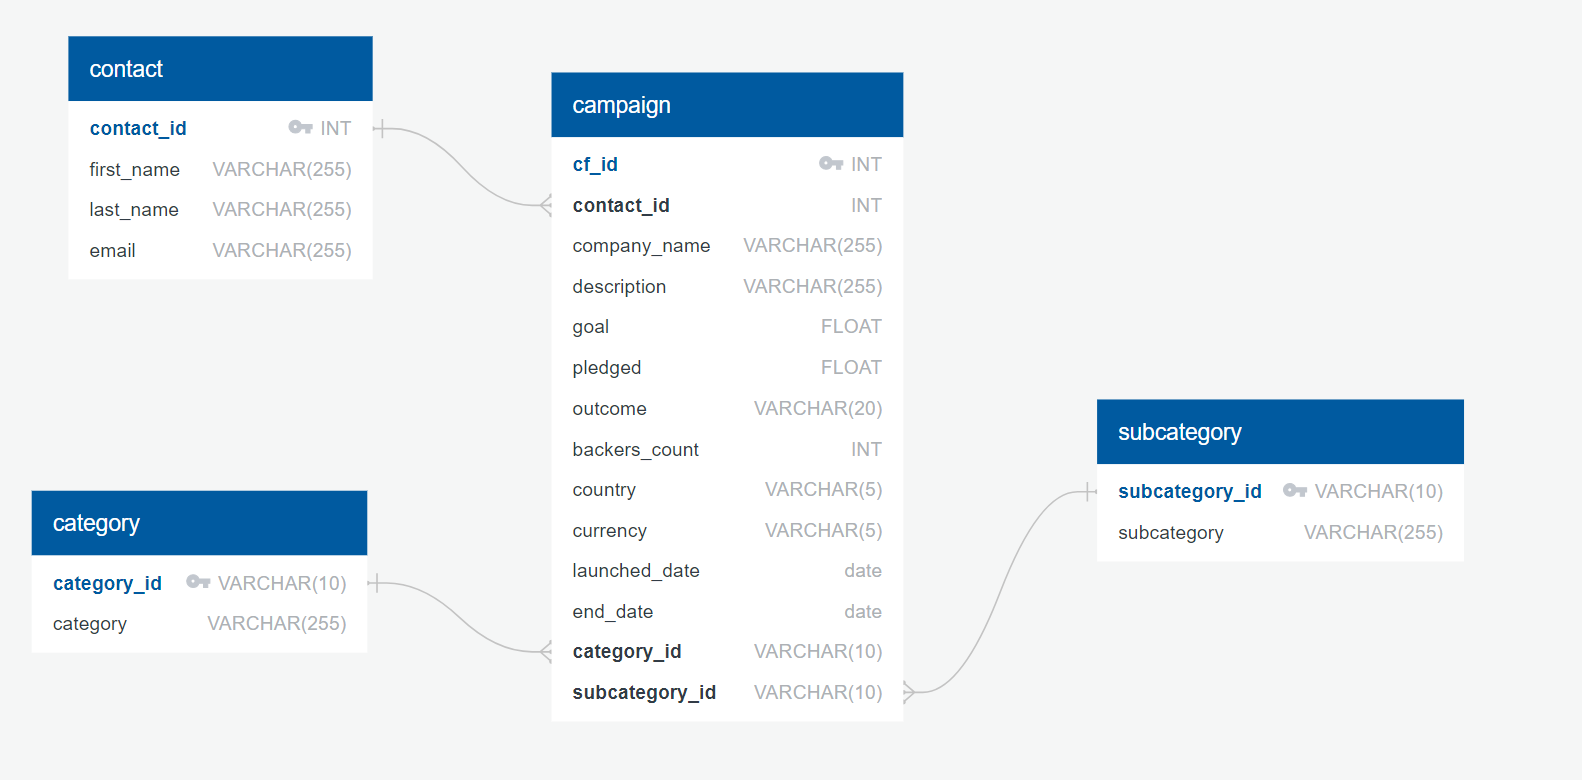 contact
contact_id INT
first_name VARCHAR(255)
last_name VARCHAR(255)
email VARCHAR(255)
campaign
cf_id INT
contact_id INT
company_name VARCHAR(255)
description VARCHAR(255)
goal FLOAT
pledged FLOAT
outcome VARCHAR(20)
backers_count INT
country VARCHAR(5)
currency VARCHAR(5)
launched_date date
end_date date
category_id VARCHAR(10)
subcategory_id VARCHAR(10)
category
category_id VARCHAR(10)
category VARCHAR(255)
subcategory
subcategory_id VARCHAR(10)
subcategory VARCHAR(255)